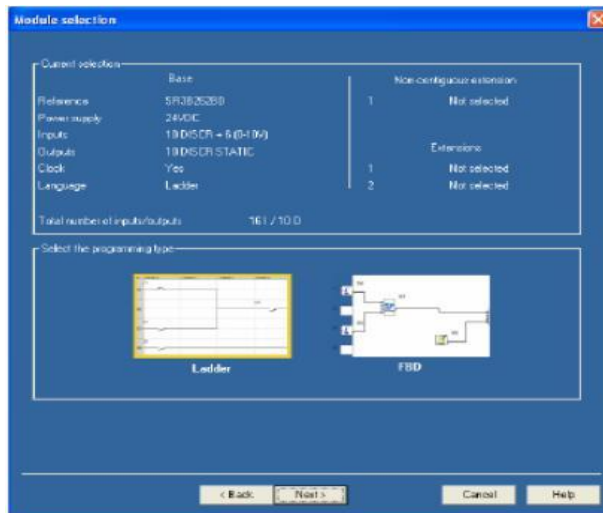 Module selection
Current selection
Base
Reference SR3B262BD
Power supply 24VDC
Inputs 10 DISCR + 6 (0-10V)
Outputs 10 DISCR STATIC
Clock Yes
Language Ladder
Non-contiguous extension
1 Not selected
Extensions
1 Not selected
2 Not selected
Total number of inputs/outputs 16 I / 10 O
Select the programming type
Ladder
FBD
< Back
Next >
Cancel
Help